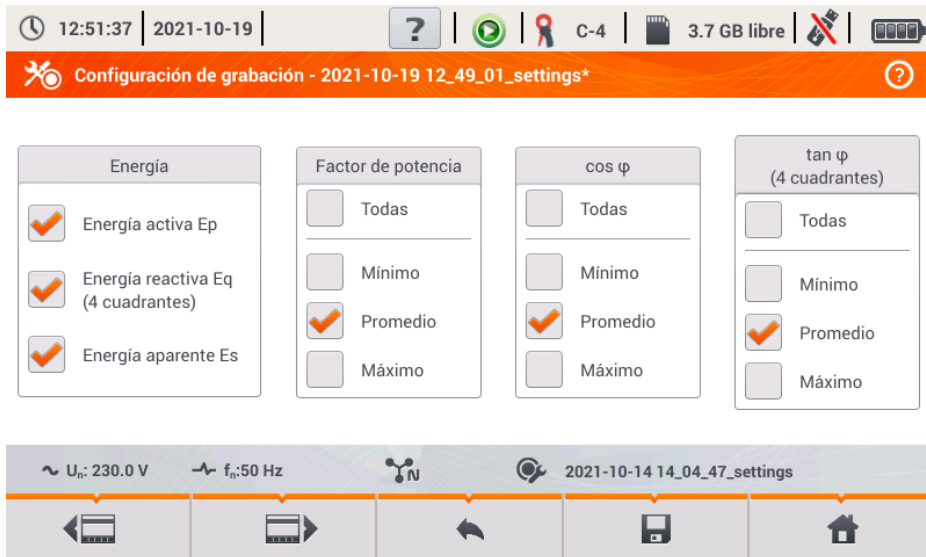 12:51:37 2021-10-19 ? C-4 3.7 GB libre
Configuración de grabación - 2021-10-19 12_49_01_settings* ?
Energía
Energía activa Ep
Energía reactiva Eq
(4 cuadrantes)
Energía aparente Es
Factor de potencia
Todas
Mínimo
Promedio
Máximo
cos φ
Todas
Mínimo
Promedio
Máximo
tan φ
(4 cuadrantes)
Todas
Mínimo
Promedio
Máximo
Un: 230.0 V fn:50 Hz N 2021-10-14 14_04_47_settings